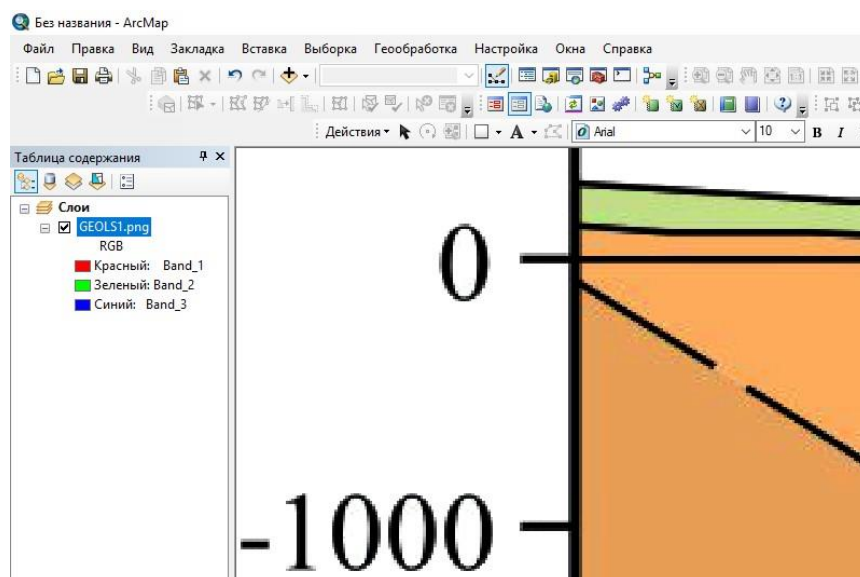 Без названия - ArcMap
Файл Правка Вид Закладка Вставка Выборка Геообработка Настройка Окна Справка
Действия A Arial 10 B I
Таблица содержания
Слои
GEOLS1.png
RGB
Красный: Band_1
Зеленый: Band_2
Синий: Band_3
0
-1000